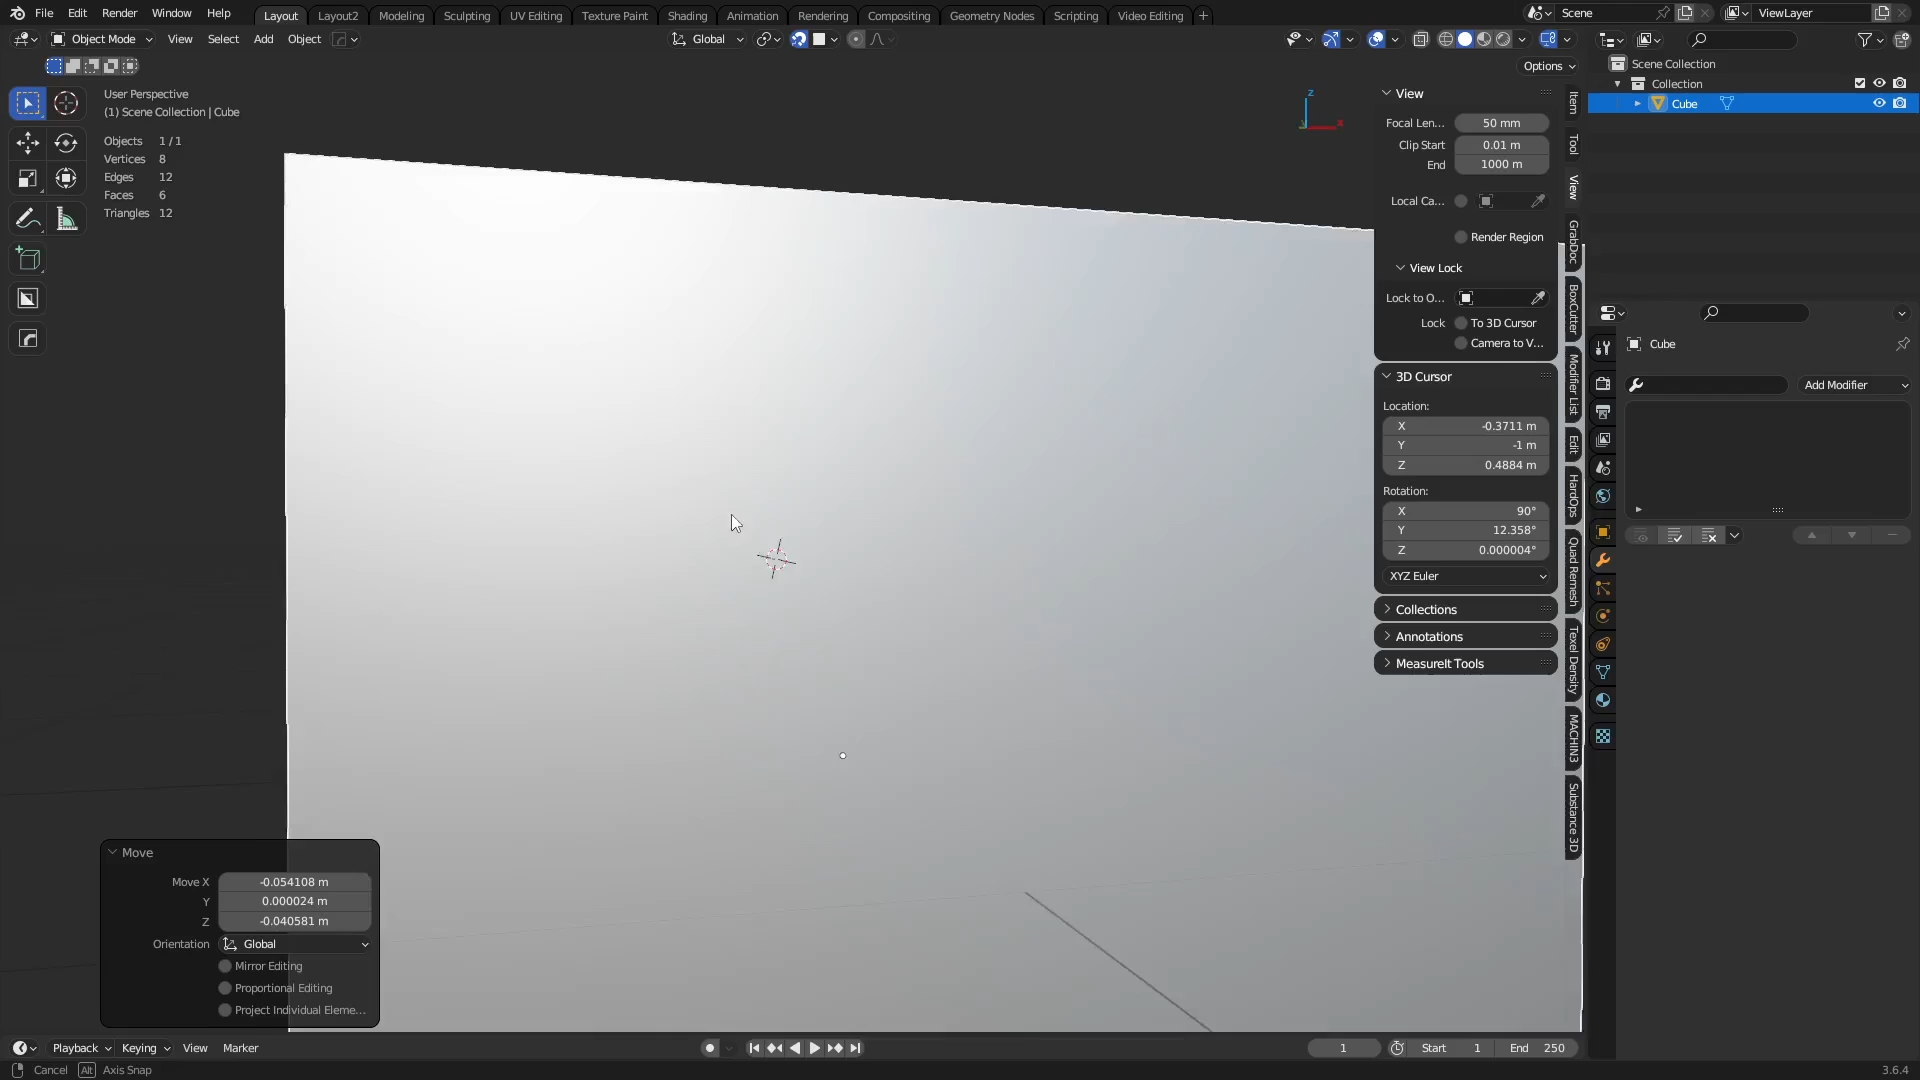 File Edit Render Window Help Layout Layout2 Modeling Sculpting UV Editing Texture Paint Shading Animation Rendering Compositing Geometry Nodes Scripting Video Editing + Scene ViewLayer
Object Mode View Select Add Object Global
Options
User Perspective
(1) Scene Collection | Cube
Objects 1/1
Vertices 8
Edges 12
Faces 6
Triangles 12
Z
X
Y
View
Focal Len... 50 mm
Clip Start 0.01 m
End 1000 m
Local Ca...
Render Region
View Lock
Lock to O...
Lock To 3D Cursor
Camera to V...
3D Cursor
Location:
X -0.3711 m
Y -1 m
Z 0.4884 m
Rotation:
X 90°
Y 12.358°
Z 0.000004°
XYZ Euler
Collections
Annotations
MeasureIt Tools
Item
Tool
View
GrabDoc
BoxCutter
Modifier List
Edit
HardOps
Quad Remesh
Texel Density
MACHIN3
Substance 3D
Scene Collection
Collection
Cube
Cube
Add Modifier
Move
Move X -0.054108 m
Y 0.000024 m
Z -0.040581 m
Orientation Global
Mirror Editing
Proportional Editing
Project Individual Eleme...
Playback Keying View Marker 1 Start 1 End 250
Cancel Alt Axis Snap 3.6.4